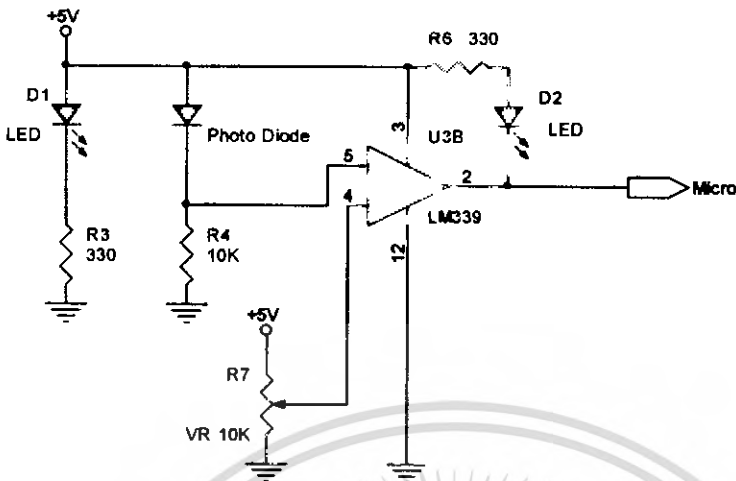 +5V
R6 330
D1
LED
Photo Diode
3
U3B
D2
LED
5
4
2
Micro
LM339
12
R3
330
R4
10K
+5V
R7
VR 10K